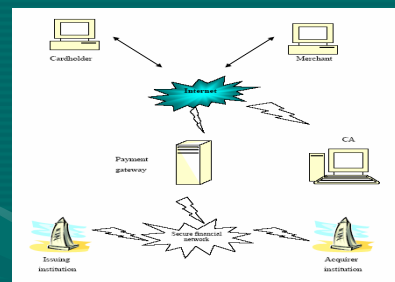 Cardholder
Merchant
Internet
CA
Payment
gateway
Secure financial
network
Issuing
institution
Acquirer
institution